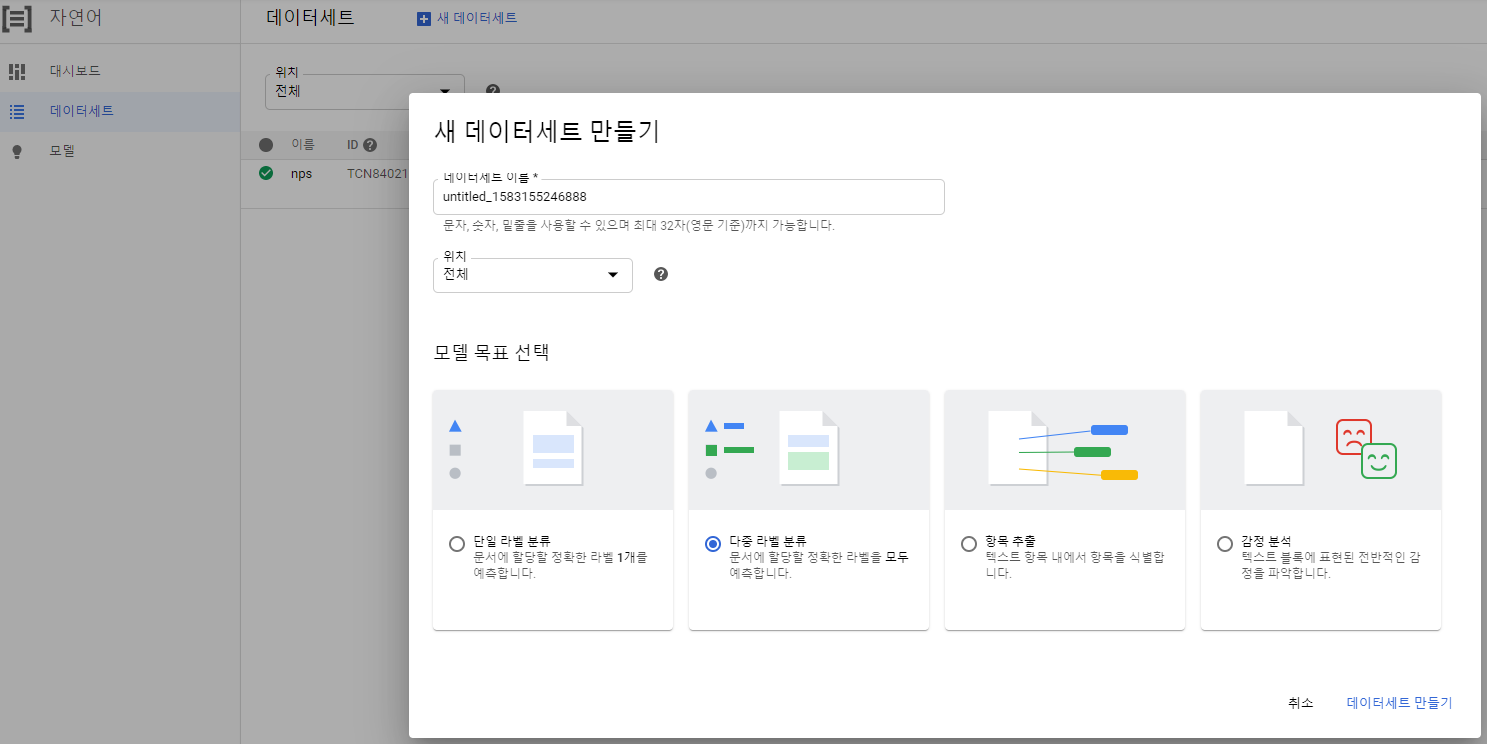 자연어
데이터세트
새 데이터세트
대시보드
데이터세트
모델
위치
전체
이름
ID
nps
TCN84021
새 데이터세트 만들기
데이터세트 이름 *
untitled_1583155246888
문자, 숫자, 밑줄을 사용할 수 있으며 최대 32자(영문 기준)까지 가능합니다.
위치
전체
모델 목표 선택
단일 라벨 분류
문서에 할당할 정확한 라벨 1개를
예측합니다.
다중 라벨 분류
문서에 할당할 정확한 라벨을 모두
예측합니다.
항목 추출
텍스트 항목 내에서 항목을 식별합
니다.
감정 분석
텍스트 블록에 표현된 전반적인 감
정을 파악합니다.
취소
데이터세트 만들기